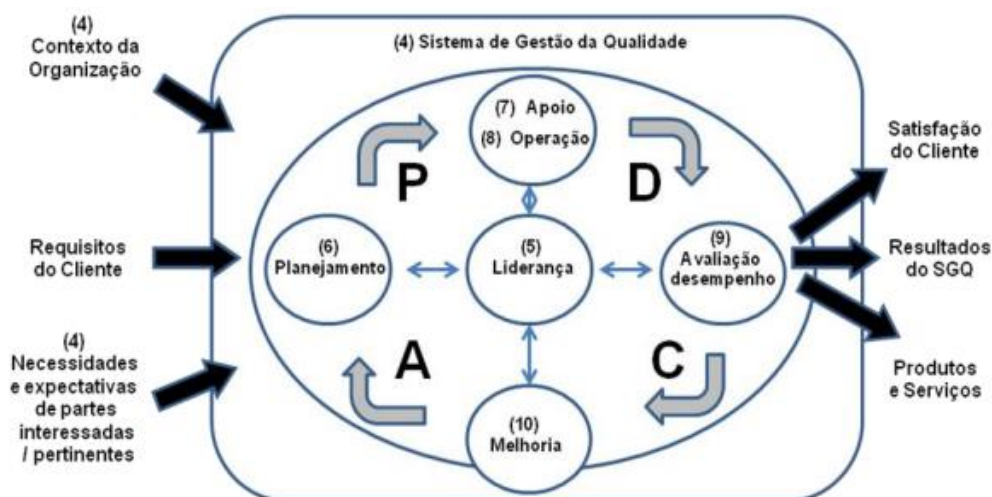 (4)
Contexto da
Organização
(4) Sistema de Gestão da Qualidade
(7) Apoio
(8) Operação
P
D
Satisfação
do Cliente
Requisitos
do Cliente
(6)
Planejamento
(5)
Liderança
(9)
Avaliação
desempenho
Resultados
do SGQ
A
C
(4)
Necessidades
e expectativas
de partes
interessadas
/ pertinentes
(10)
Melhoria
Produtos
e Serviços